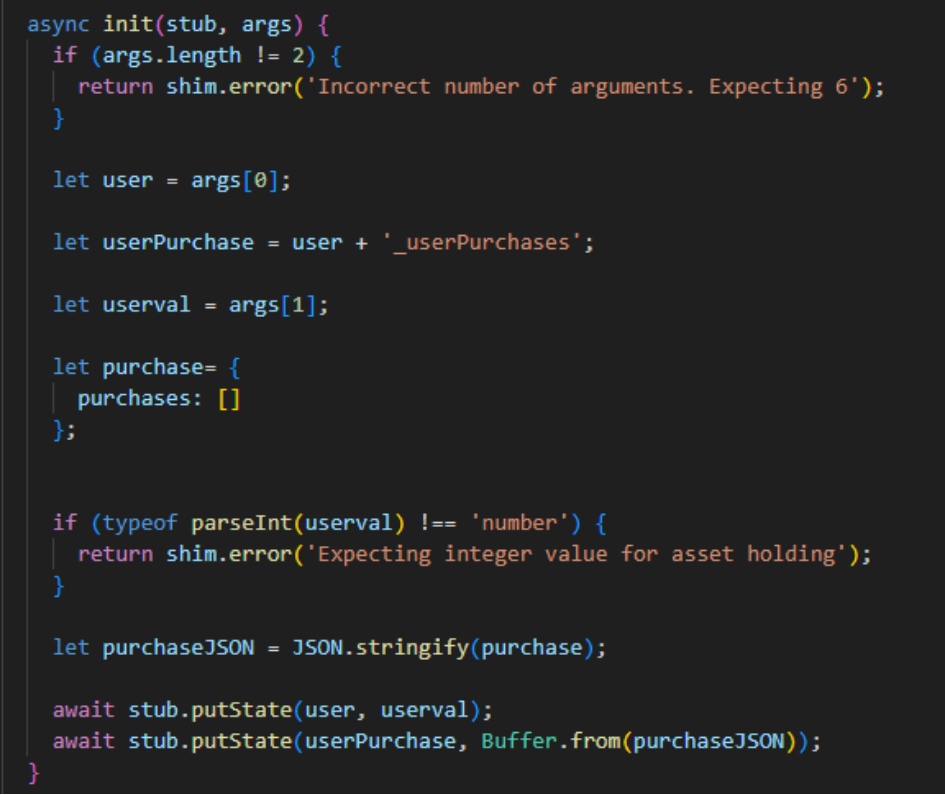 async init(stub, args) {
if (args.length != 2) {
return shim.error('Incorrect number of arguments. Expecting 6');
}
let user = args[0];
let userPurchase = user + '_userPurchases';
let userval = args[1];
let purchase= {
purchases: []
};
if (typeof parseInt(userval) !== 'number') {
return shim.error('Expecting integer value for asset holding');
}
let purchaseJSON = JSON.stringify(purchase);
await stub.putState(user, userval);
await stub.putState(userPurchase, Buffer.from(purchaseJSON));
}